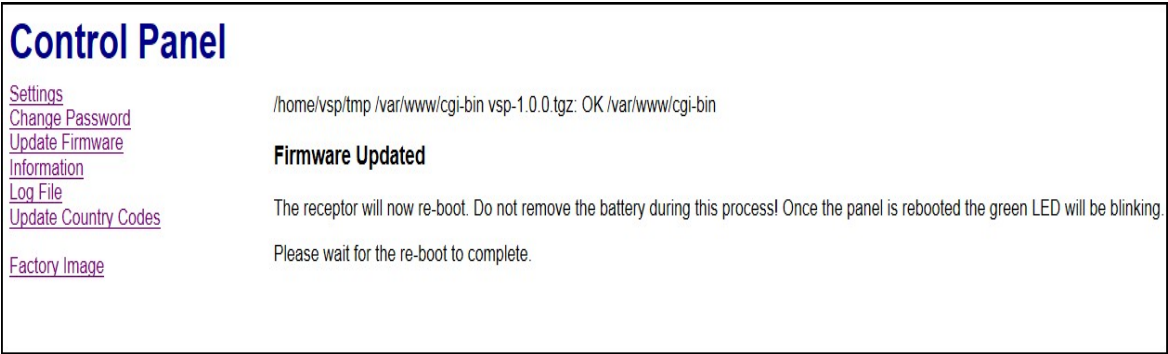 Control Panel
Settings
Change Password
Update Firmware
Information
Log File
Update Country Codes
Factory Image
/home/vsp/tmp /var/www/cgi-bin vsp-1.0.0.tgz: OK /var/www/cgi-bin
Firmware Updated
The receptor will now re-boot. Do not remove the battery during this process! Once the panel is rebooted the green LED will be blinking.
Please wait for the re-boot to complete.